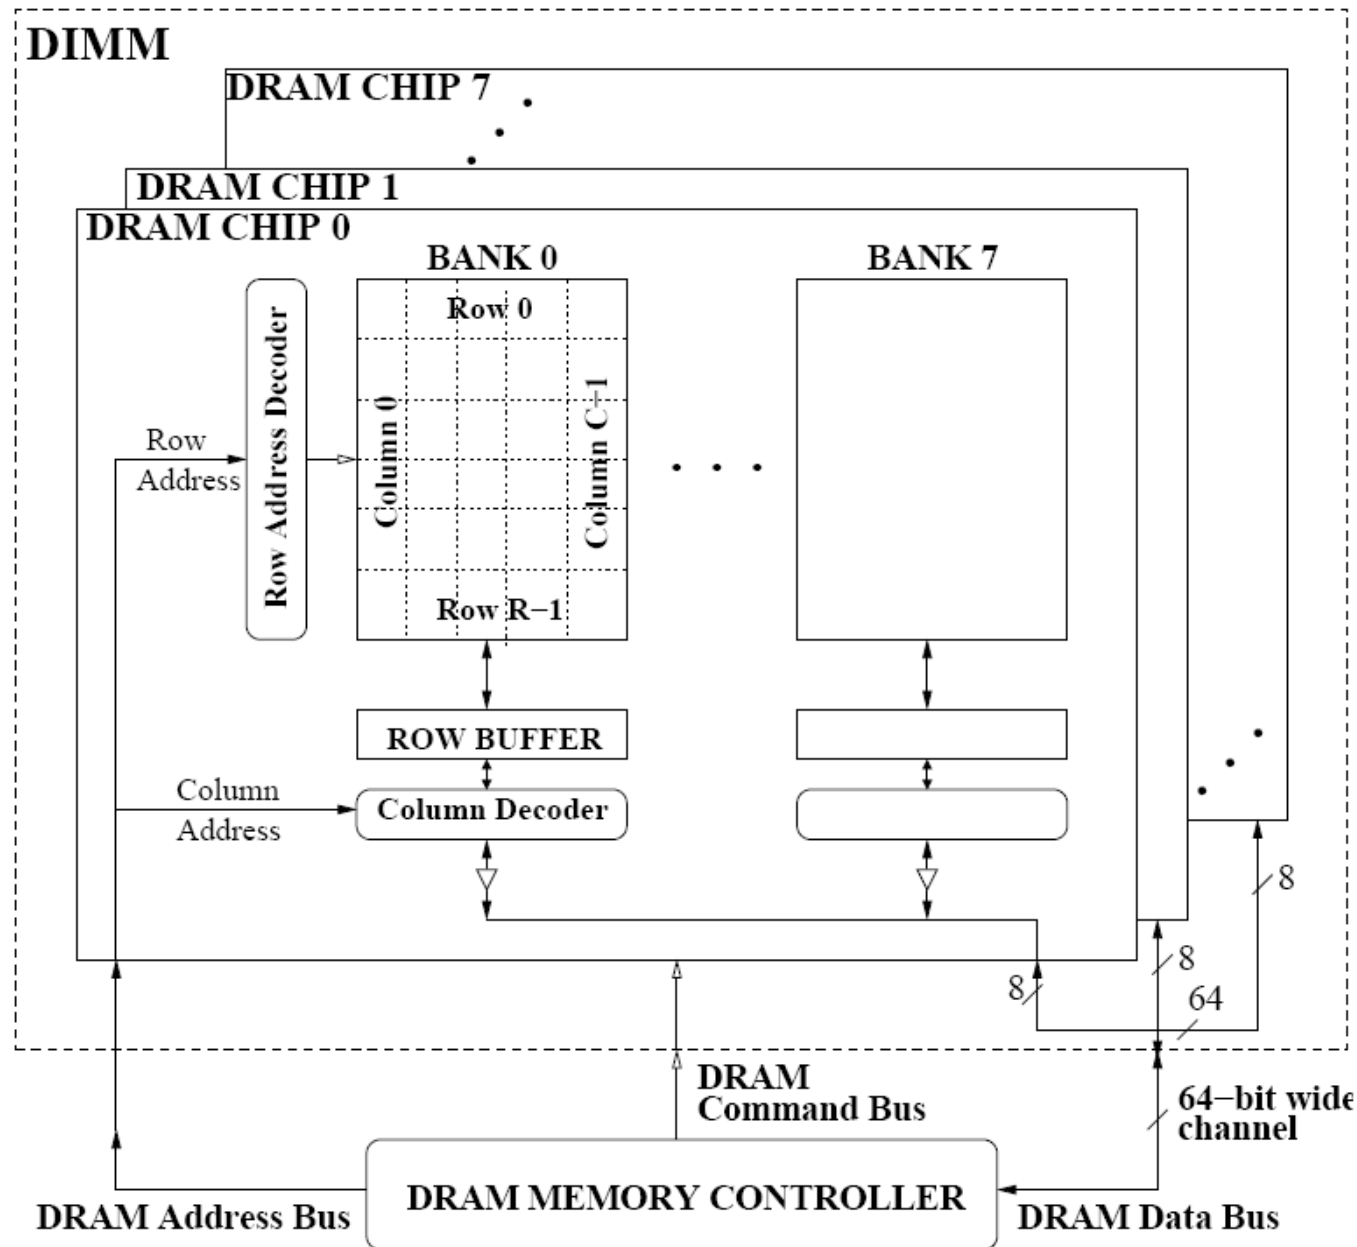 DIMM
DRAM CHIP 7
DRAM CHIP 1
DRAM CHIP 0
BANK 0
BANK 7
Row 0
Row Address Decoder
Column 0
Column C−1
Row
Address
Row R−1
ROW BUFFER
Column
Address
Column Decoder
8
8
8
64
DRAM
Command Bus
64−bit wide
channel
DRAM MEMORY CONTROLLER
DRAM Address Bus
DRAM Data Bus